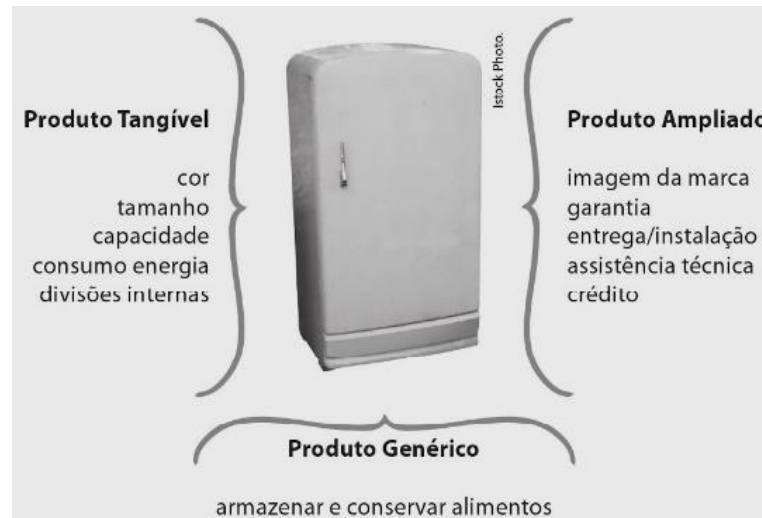 Istock Photo.
Produto Tangível
cor
tamanho
capacidade
consumo energia
divisões internas
Produto Ampliado
imagem da marca
garantia
entrega/instalação
assistência técnica
crédito
Produto Genérico
armazenar e conservar alimentos